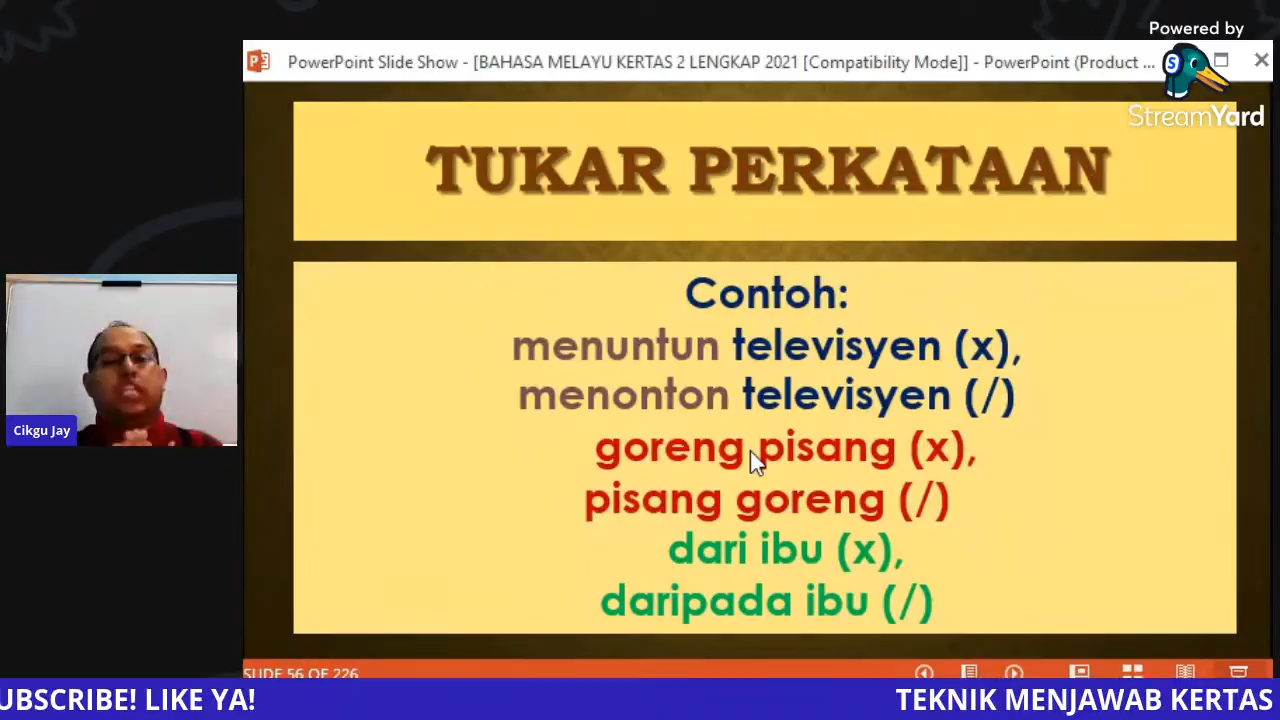 Powered by
StreamYard
PowerPoint Slide Show - [BAHASA MELAYU KERTAS 2 LENGKAP 2021 [Compatibility Mode]] - PowerPoint (Product ...
TUKAR PERKATAAN
Contoh:
menuntun televisyen (x),
menonton televisyen (/)
goreng pisang (x),
pisang goreng (/)
dari ibu (x),
daripada ibu (/)
Cikgu Jay
SLIDE 56 OF 226
UBSCRIBE! LIKE YA!
TEKNIK MENJAWAB KERTAS